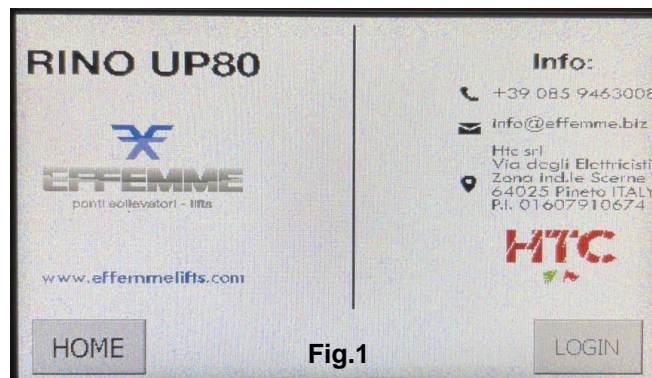 RINO UP80
EFFEMME
ponti sollevatori - lifts
www.effemmelifts.com
HOME
Info:
+39 085 9463008
info@effemme.biz
Htc srl
Via degli Elettricisti
Zona Ind.le Scerne
64025 Pineto ITALY
P.I. 01607910674
HTC
LOGIN
Fig.1